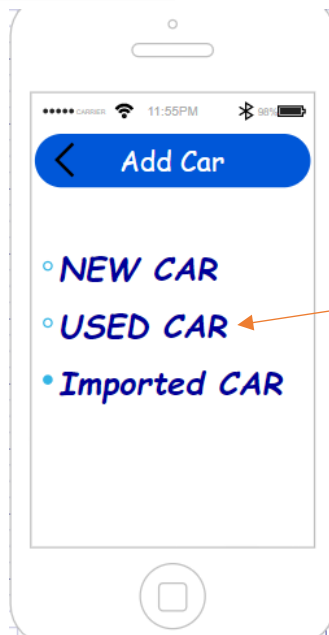 CARRIER 11:55PM 98%
Add Car
NEW CAR
USED CAR
Imported CAR